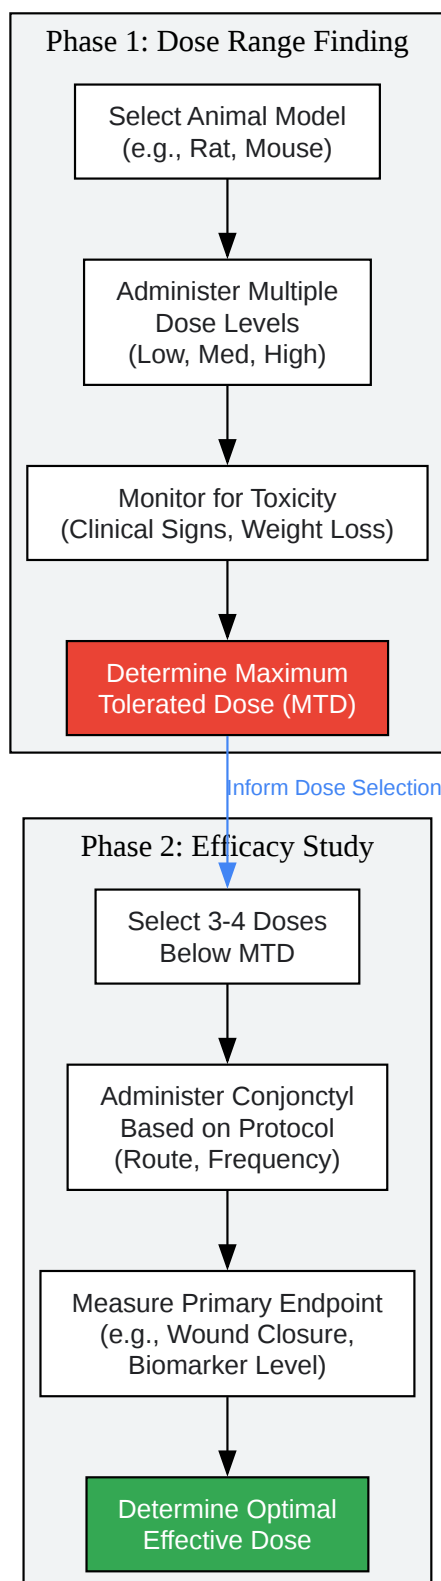 Phase 1: Dose Range Finding
Select Animal Model
(e.g., Rat, Mouse)
Administer Multiple
Dose Levels
(Low, Med, High)
Monitor for Toxicity
(Clinical Signs, Weight Loss)
Determine Maximum
Tolerated Dose (MTD)
Inform Dose Selection
Phase 2: Efficacy Study
Select 3-4 Doses
Below MTD
Administer Conjonctyl
Based on Protocol
(Route, Frequency)
Measure Primary Endpoint
(e.g., Wound Closure,
Biomarker Level)
Determine Optimal
Effective Dose